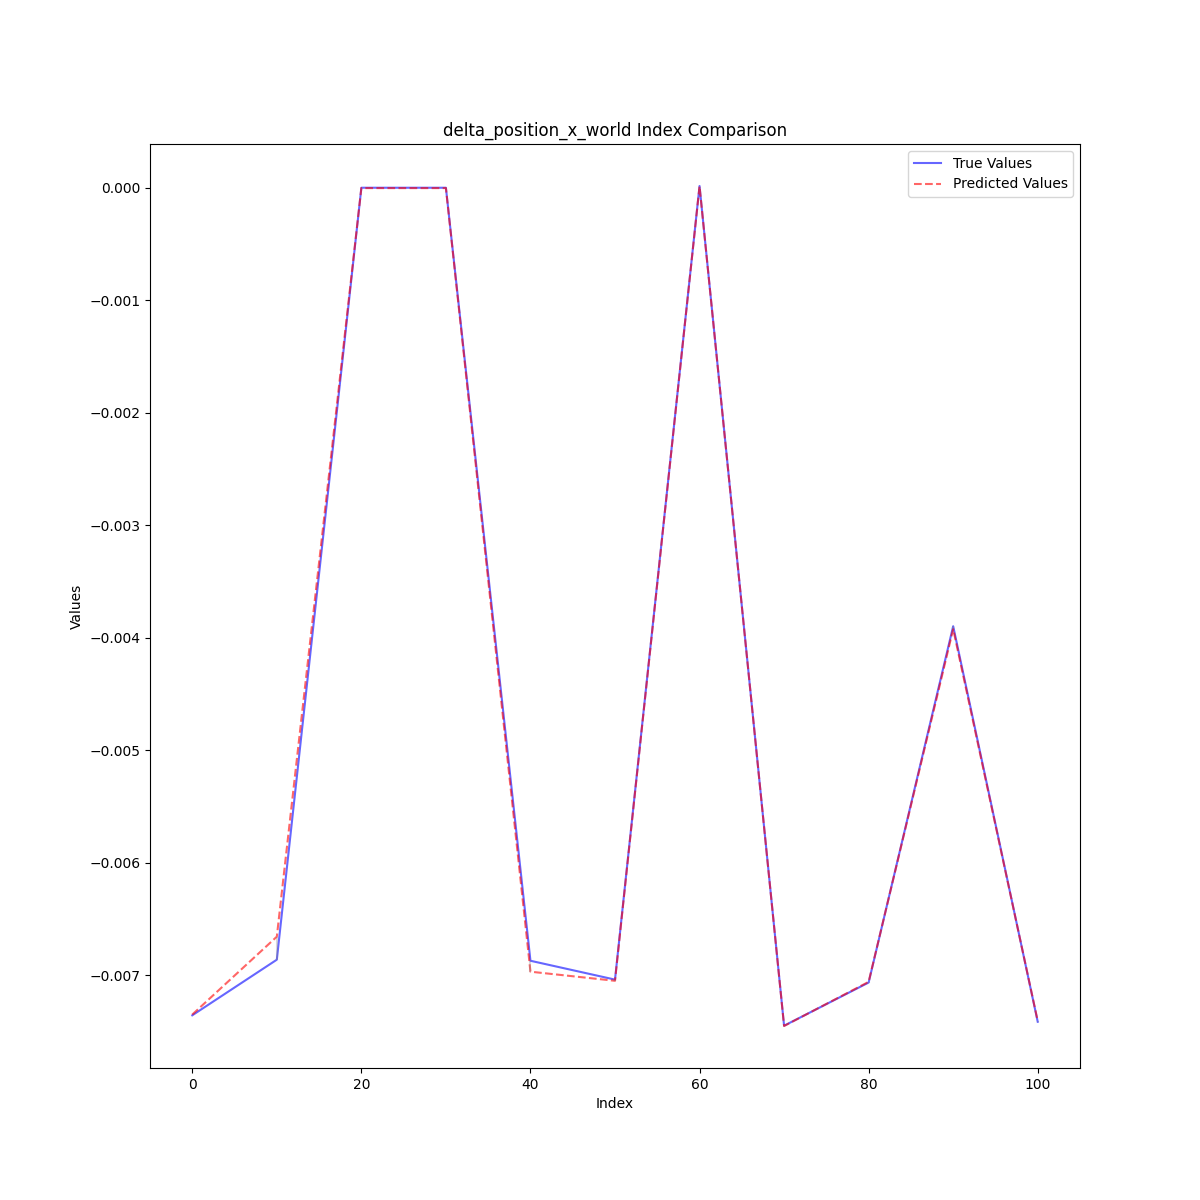 delta_position_x_world Index Comparison
True Values
Predicted Values
0.000
−0.001
−0.002
−0.003
−0.004
−0.005
−0.006
−0.007
Values
0 20 40 60 80 100
Index